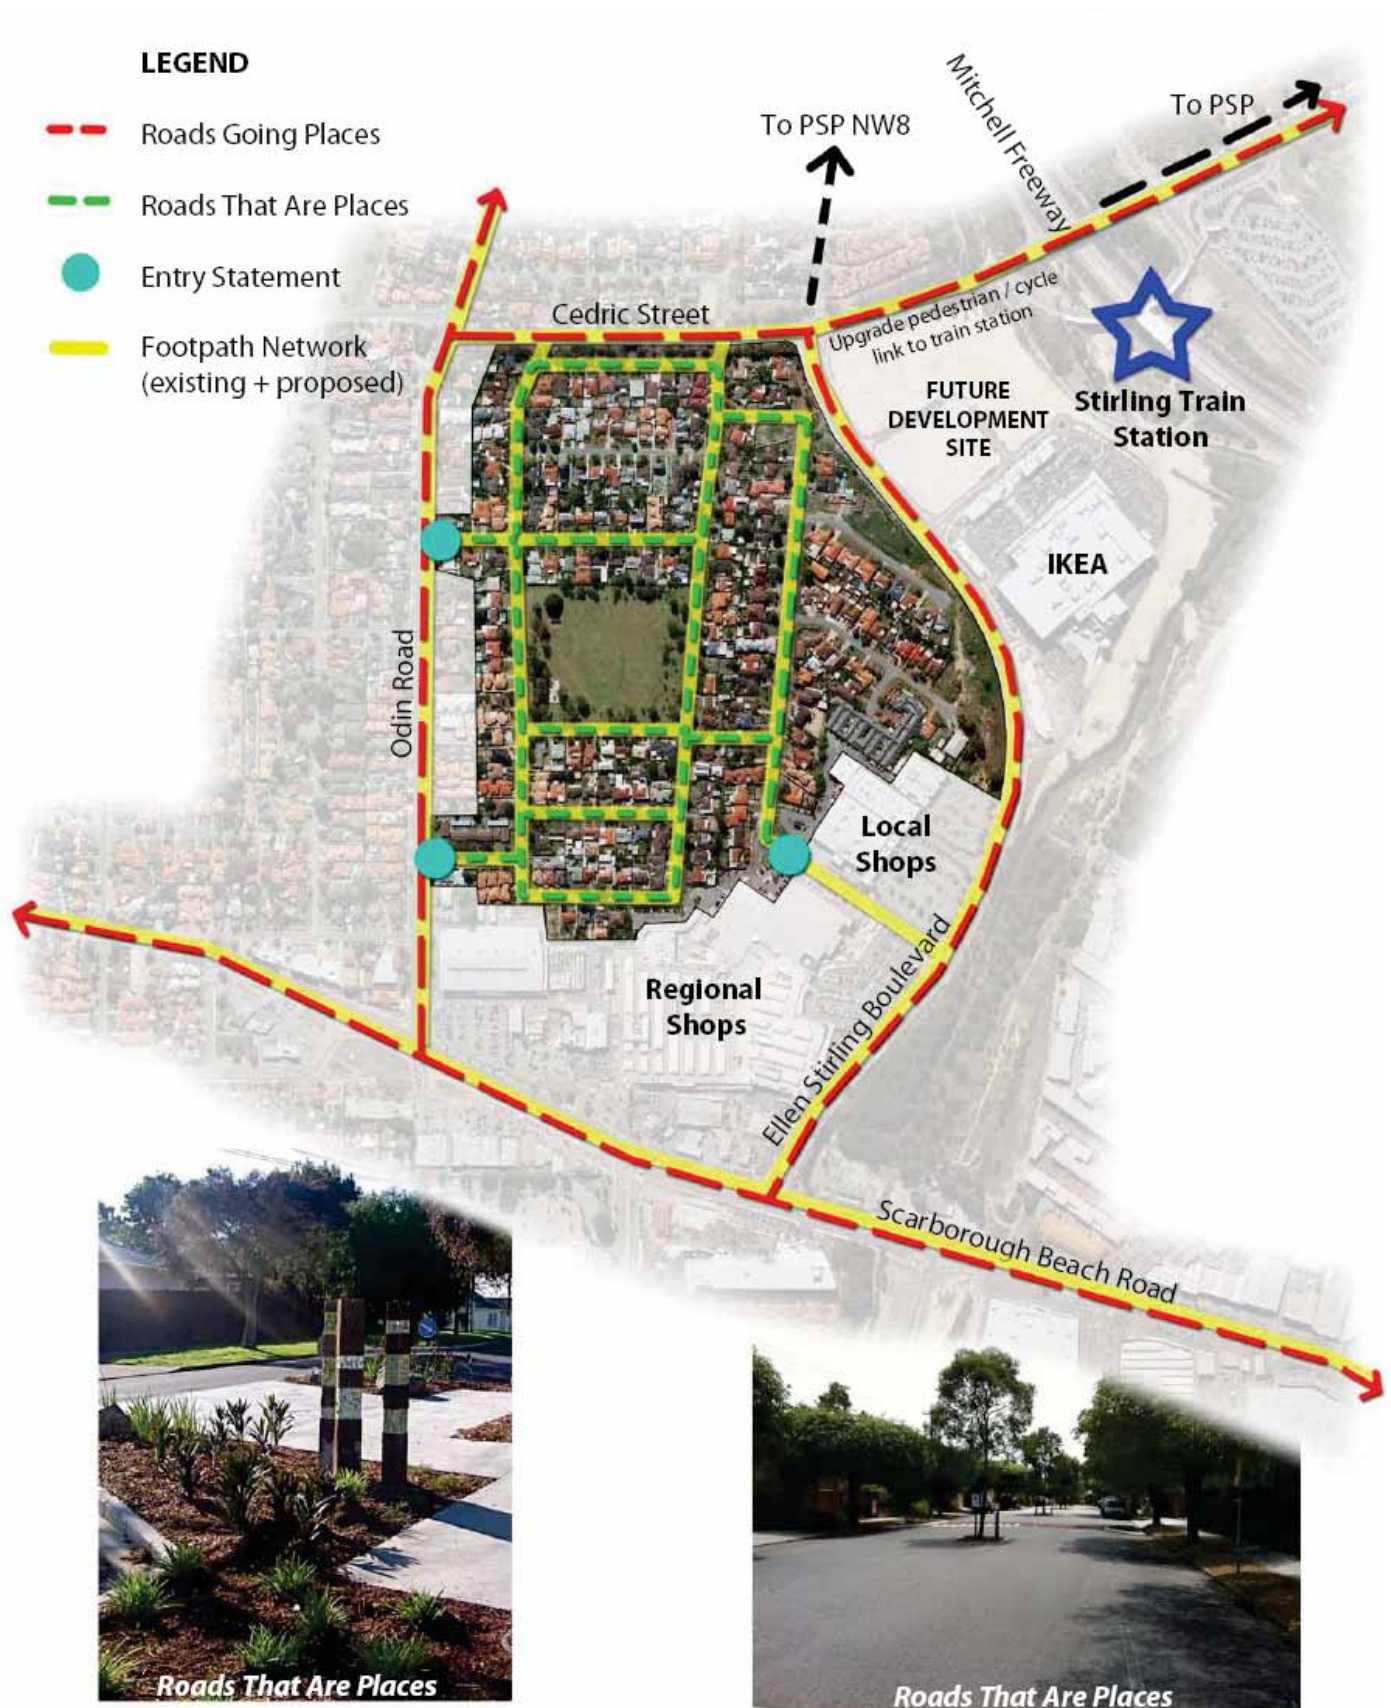 LEGEND
Roads Going Places
Roads That Are Places
Entry Statement
Footpath Network
(existing + proposed)
To PSP NW8
Mitchell Freeway
To PSP
Cedric Street
Upgrade pedestrian / cycle
link to train station
FUTURE
DEVELOPMENT
SITE
Stirling Train
Station
IKEA
Odin Road
Local
Shops
Regional
Shops
Ellen Stirling Boulevard
Scarborough Beach Road
Roads That Are Places
Roads That Are Places